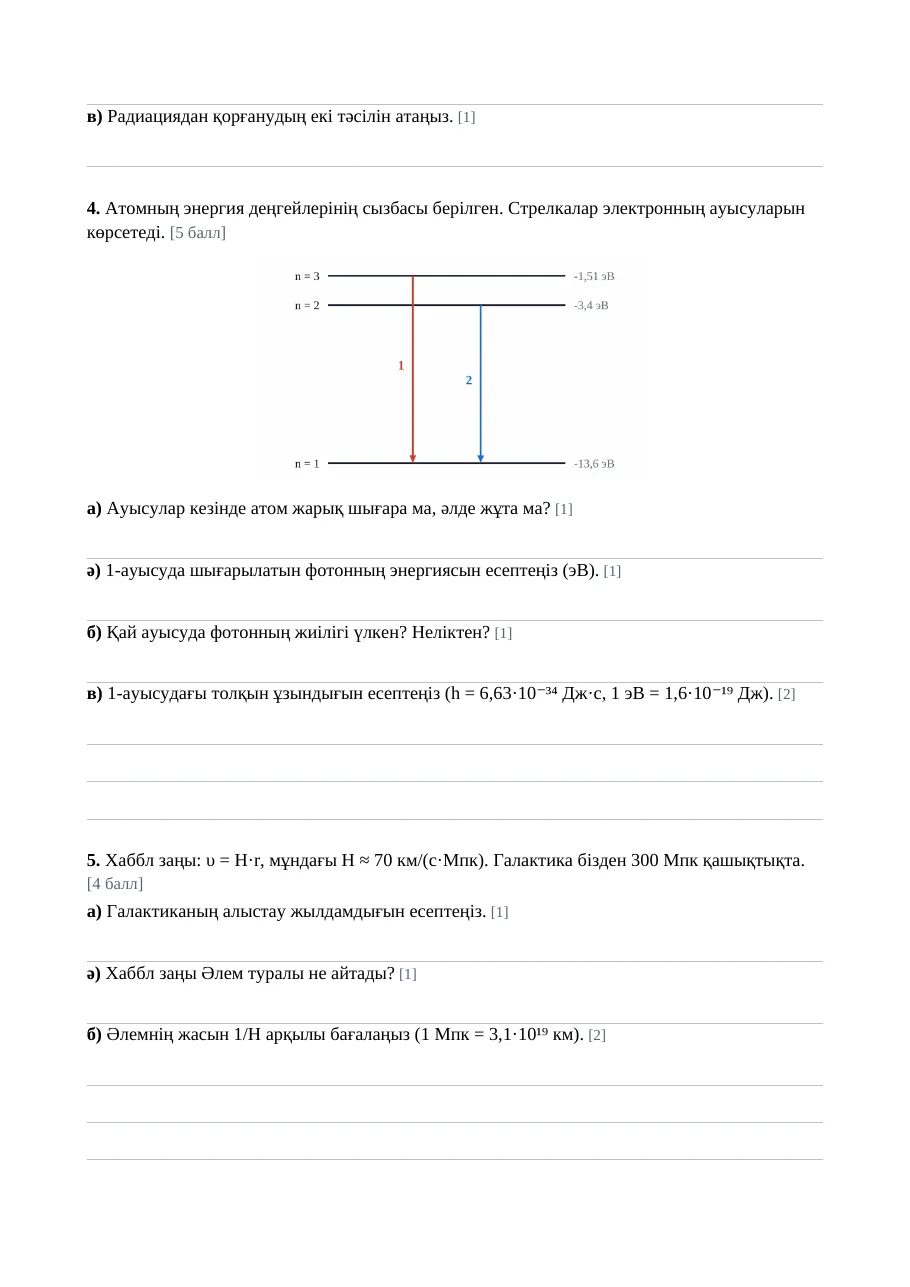 в) Радиациядан қорғанудың екі тәсілін атаңыз. [1]
4. Атомның энергия деңгейлерінің сызбасы берілген. Стрелкалар электронның ауысуларын
көрсетеді. [5 балл]
n = 3 -1,51 эВ
n = 2 -3,4 эВ
1
2
n = 1 -13,6 эВ
а) Ауысулар кезінде атом жарық шығара ма, әлде жұта ма? [1]
ә) 1-ауысуда шығарылатын фотонның энергиясын есептеңіз (эВ). [1]
б) Қай ауысуда фотонның жиілігі үлкен? Неліктен? [1]
в) 1-ауысудағы толқын ұзындығын есептеңіз (h = 6,63·10⁻³⁴ Дж·с, 1 эВ = 1,6·10⁻¹⁹ Дж). [2]
5. Хаббл заңы: υ = H·r, мұндағы H ≈ 70 км/(с·Мпк). Галактика бізден 300 Мпк қашықтықта.
[4 балл]
а) Галактиканың алыстау жылдамдығын есептеңіз. [1]
ә) Хаббл заңы Әлем туралы не айтады? [1]
б) Әлемнің жасын 1/H арқылы бағалаңыз (1 Мпк = 3,1·10¹⁹ км). [2]